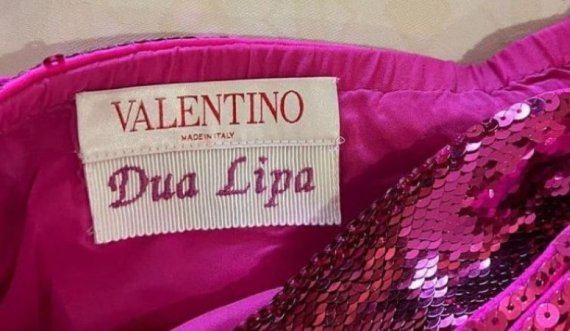 VALENTINO
MADE IN ITALY
Dua Lipa